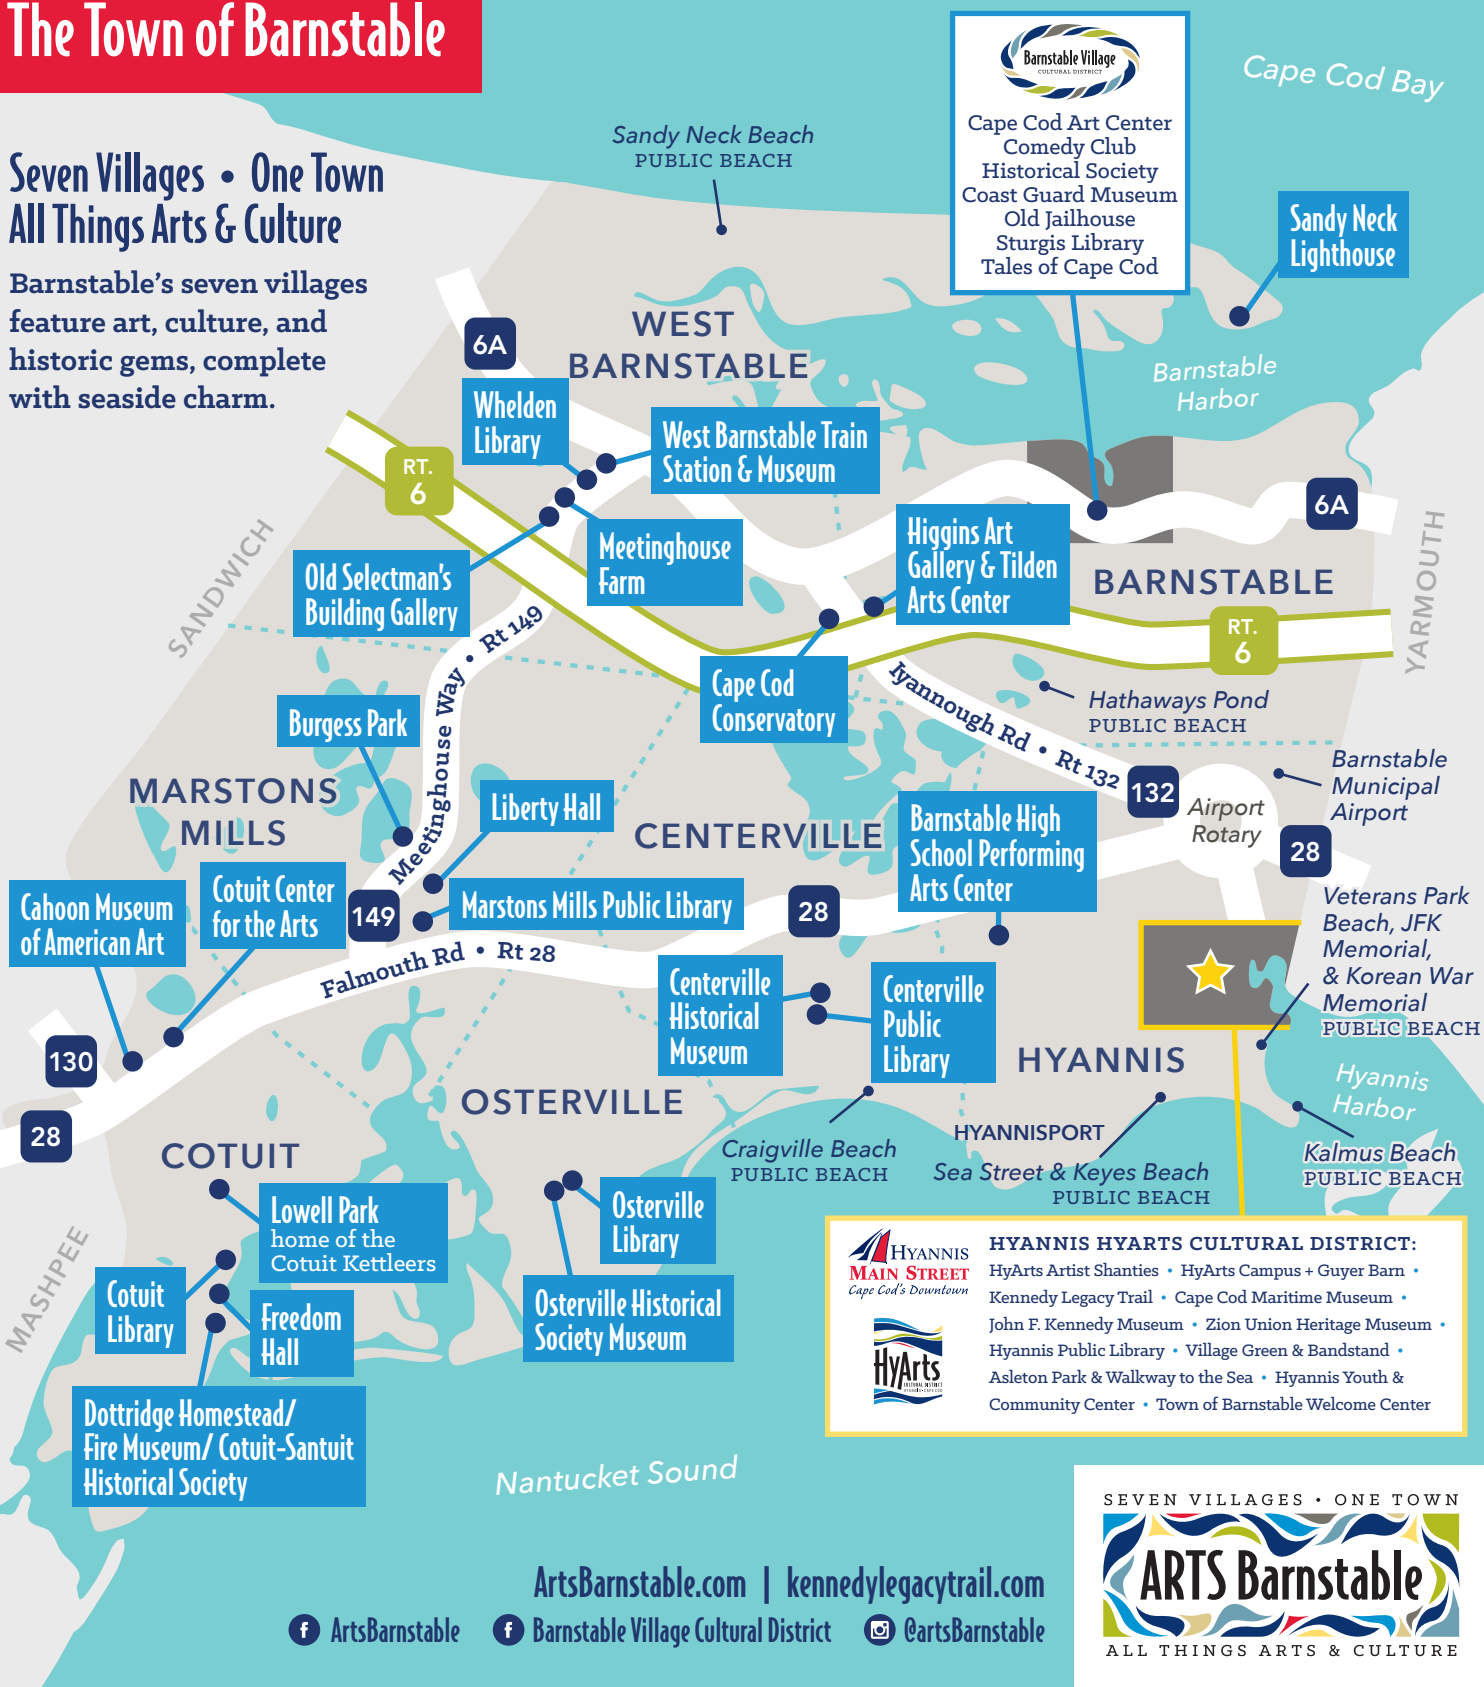 The Town of Barnstable
Seven Villages • One Town
All Things Arts & Culture
Barnstable's seven villages
feature art, culture, and
historic gems, complete
with seaside charm.
Sandy Neck Beach
PUBLIC BEACH
Barnstable Village
CULTURAL DISTRICT
Cape Cod Art Center
Comedy Club
Historical Society
Coast Guard Museum
Old Jailhouse
Sturgis Library
Tales of Cape Cod
Cape Cod Bay
Sandy Neck
Lighthouse
Barnstable
Harbor
WEST
BARNSTABLE
6A
Whelden
Library
West Barnstable Train
Station & Museum
RT.
6
6A
Meetinghouse
Farm
Higgins Art
Gallery & Tilden
Arts Center
BARNSTABLE
SANDWICH
YARMOUTH
Old Selectman's
Building Gallery
RT.
6
Meetinghouse Way • Rt 149
Cape Cod
Conservatory
Iyannough Rd • Rt 132
Hathaways Pond
PUBLIC BEACH
Burgess Park
Barnstable
Municipal
Airport
132
Airport
Rotary
28
MARSTONS
MILLS
Liberty Hall
CENTERVILLE
Barnstable High
School Performing
Arts Center
Cahoon Museum
of American Art
Cotuit Center
for the Arts
149
Marstons Mills Public Library
28
Falmouth Rd • Rt 28
Veterans Park
Beach, JFK
Memorial,
& Korean War
Memorial
PUBLIC BEACH
Centerville
Historical
Museum
Centerville
Public
Library
130
28
HYANNIS
Hyannis
Harbor
OSTERVILLE
COTUIT
Craigville Beach
PUBLIC BEACH
HYANNISPORT
Sea Street & Keyes Beach
PUBLIC BEACH
Kalmus Beach
PUBLIC BEACH
Lowell Park
home of the
Cotuit Kettleers
Osterville
Library
MASHPEE
Cotuit
Library
Freedom
Hall
Osterville Historical
Society Museum
Dottridge Homestead/
Fire Museum/ Cotuit-Santuit
Historical Society
HYANNIS
MAIN STREET
Cape Cod's Downtown
HyArts
CULTURAL DISTRICT
HYANNIS • CAPE COD
HYANNIS HYARTS CULTURAL DISTRICT:
HyArts Artist Shanties • HyArts Campus + Guyer Barn •
Kennedy Legacy Trail • Cape Cod Maritime Museum •
John F. Kennedy Museum • Zion Union Heritage Museum •
Hyannis Public Library • Village Green & Bandstand •
Asleton Park & Walkway to the Sea • Hyannis Youth &
Community Center • Town of Barnstable Welcome Center
Nantucket Sound
ArtsBarnstable.com | kennedylegacytrail.com
ArtsBarnstable
Barnstable Village Cultural District
@artsBarnstable
SEVEN VILLAGES • ONE TOWN
ARTS Barnstable
ALL THINGS ARTS & CULTURE